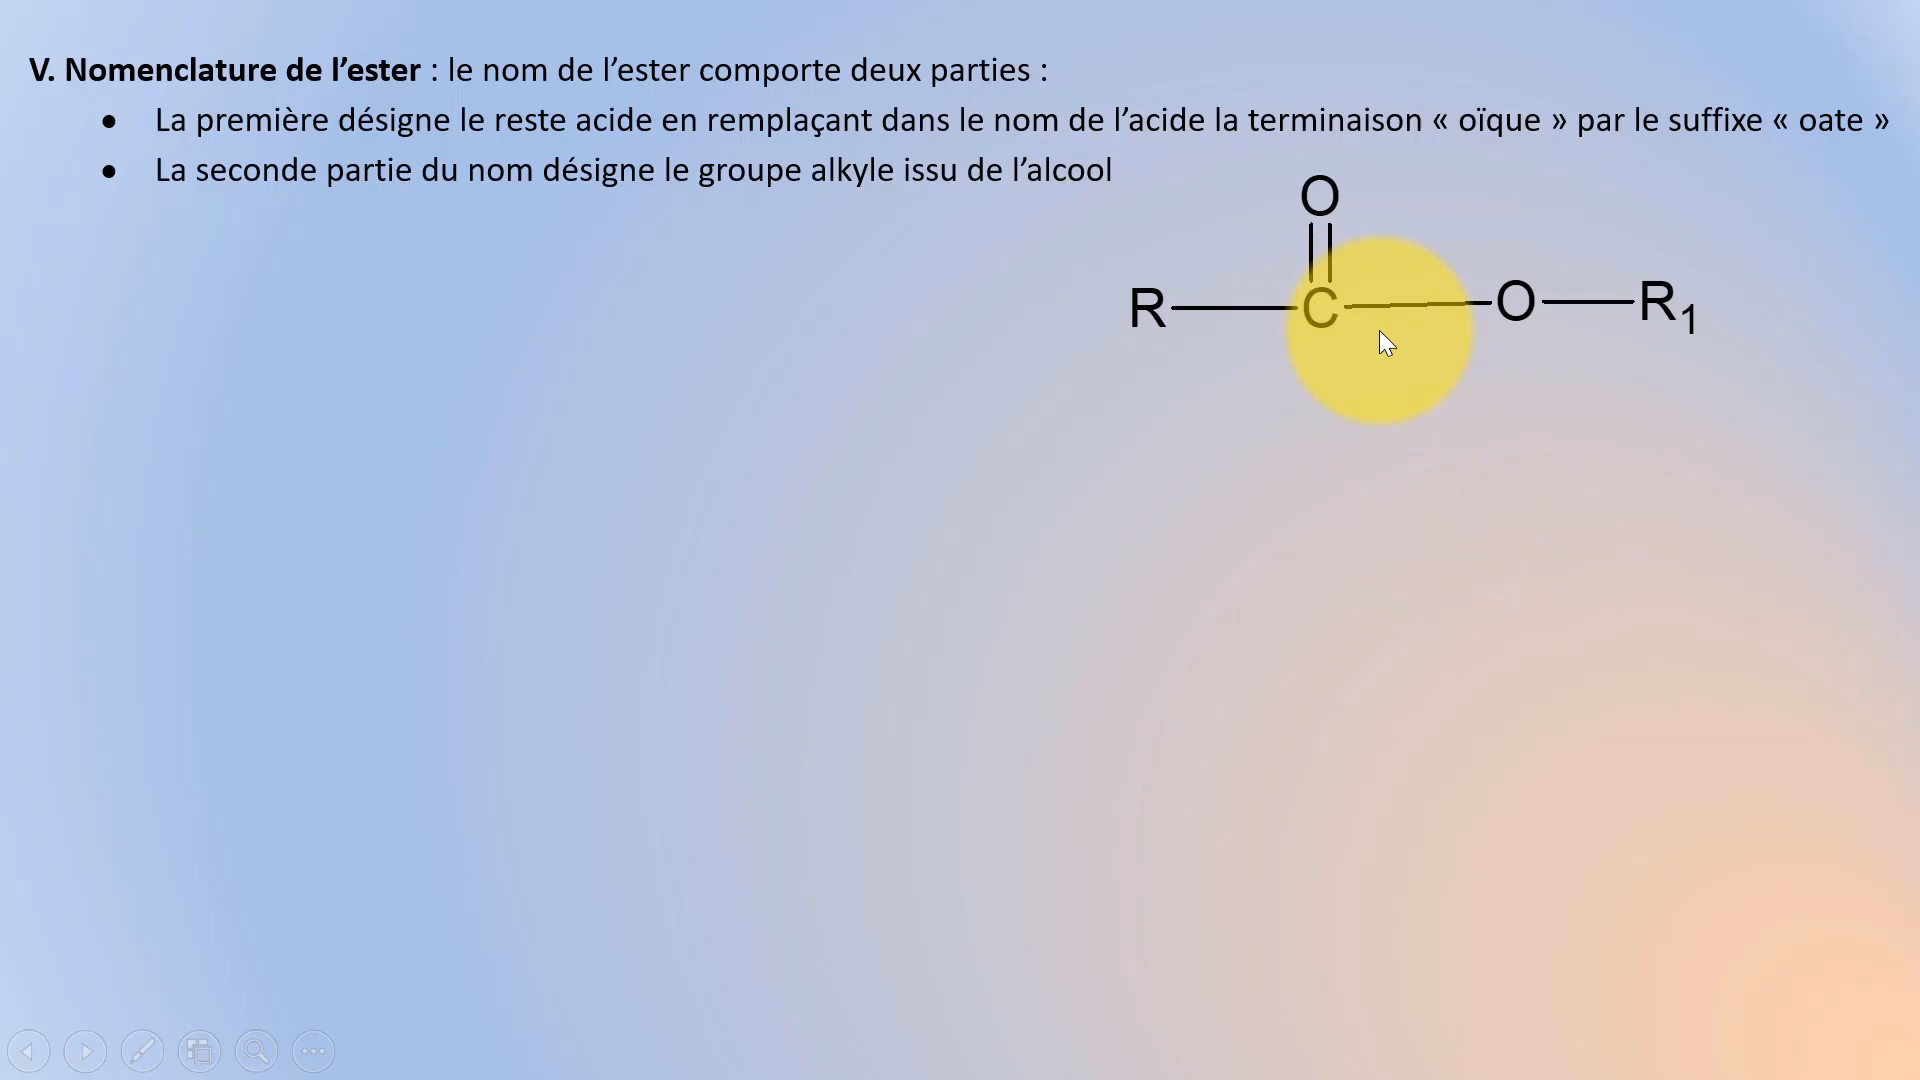 V. Nomenclature de l’ester : le nom de l’ester comporte deux parties :
• La première désigne le reste acide en remplaçant dans le nom de l’acide la terminaison « oïque » par le suffixe « oate »
• La seconde partie du nom désigne le groupe alkyle issu de l’alcool
O
R C O R₁